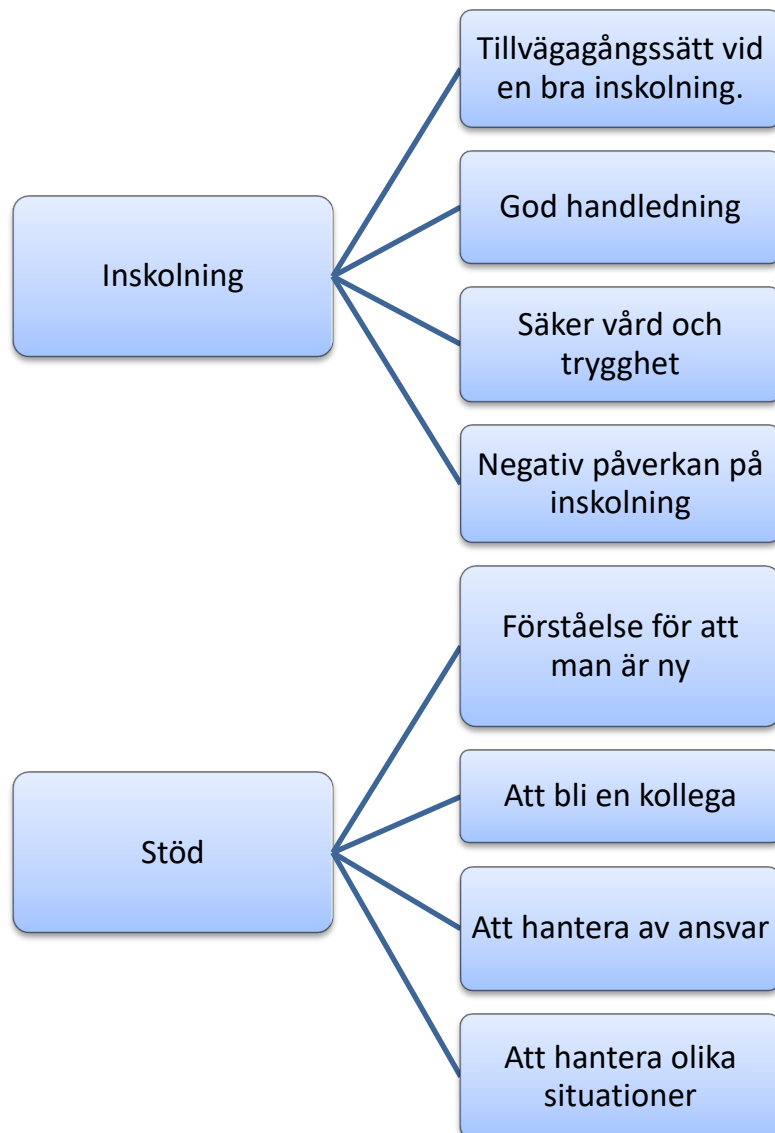 Inskolning
Tillvägagångssätt vid
en bra inskolning.
God handledning
Säker vård och
trygghet
Negativ påverkan på
inskolning
Stöd
Förståelse för att
man är ny
Att bli en kollega
Att hantera av ansvar
Att hantera olika
situationer